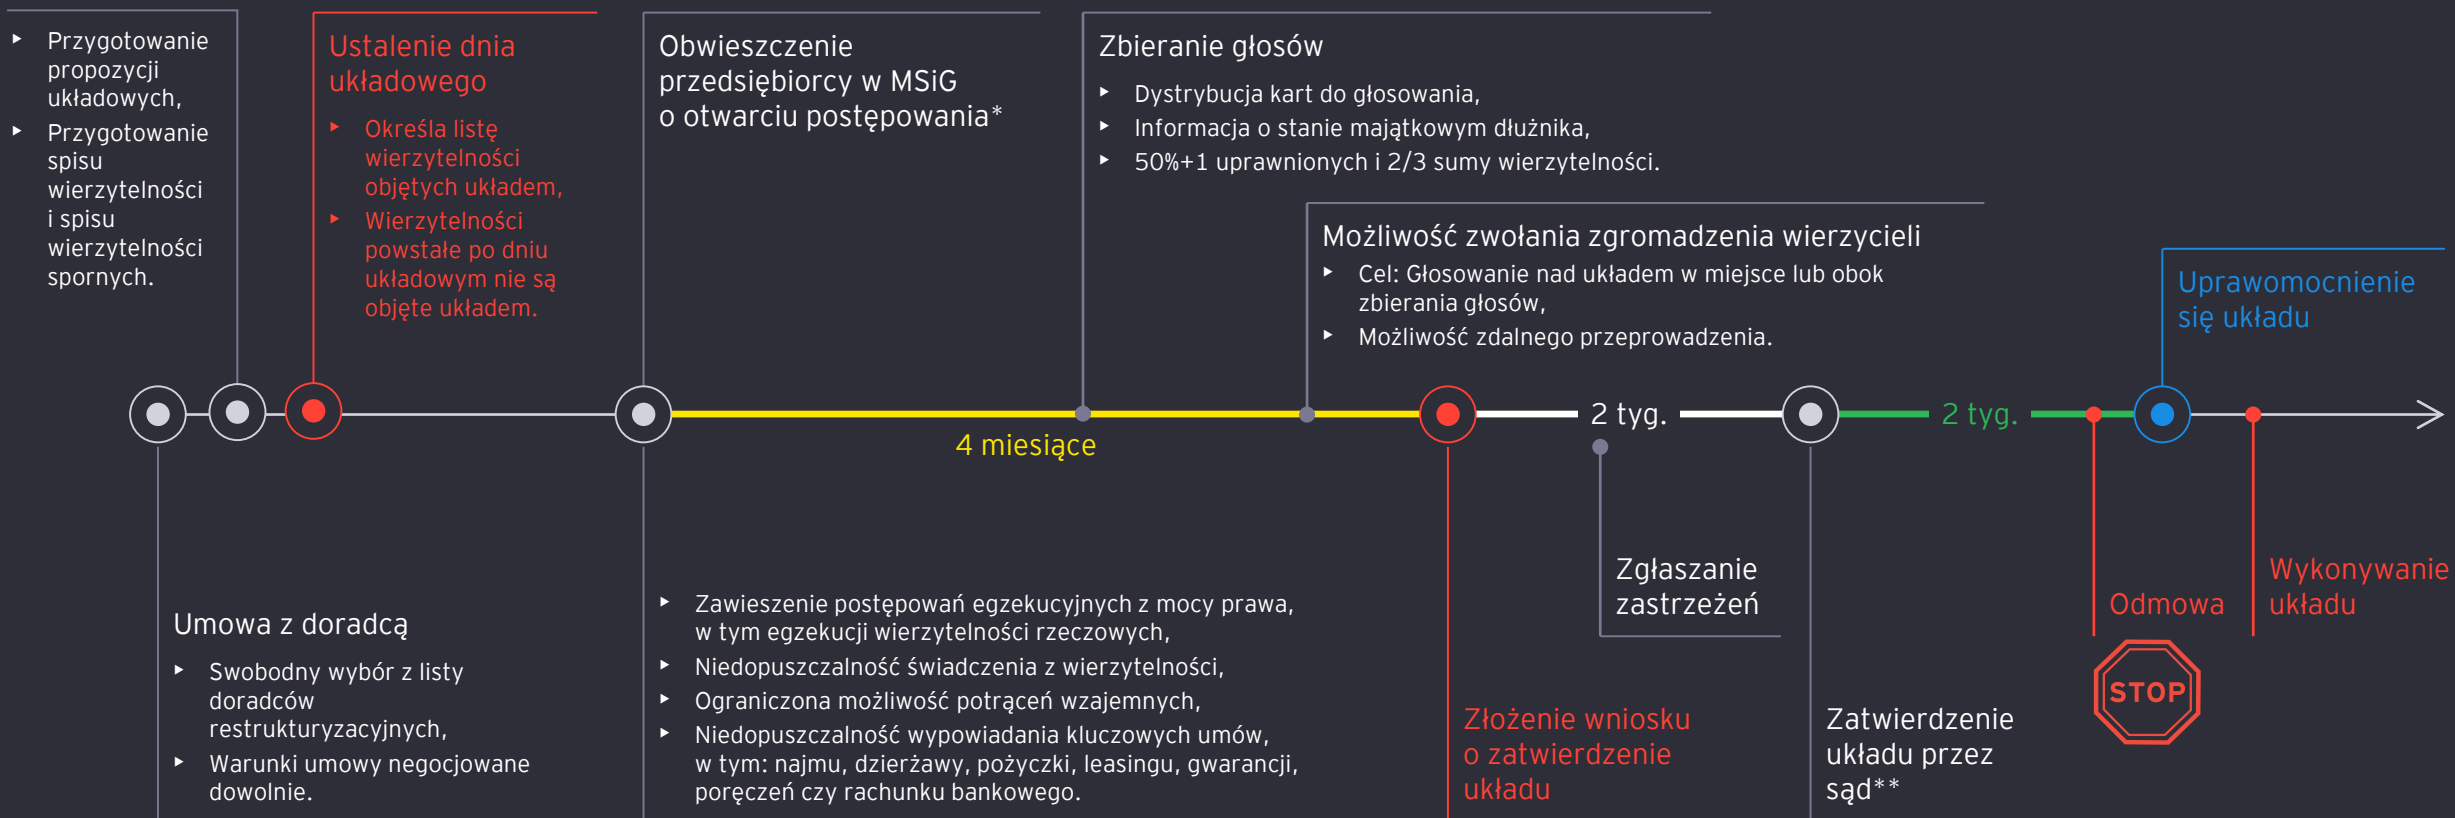 Przygotowanie
propozycji
układowych,
Przygotowanie
spisu
wierzytelności
i spisu
wierzytelności
spornych.
Ustalenie dnia
układowego
Określa listę
wierzytelności
objętych układem,
Wierzytelności
powstałe po dniu
układowym nie są
objęte układem.
Obwieszczenie
przedsiębiorcy w MSiG
o otwarciu postępowania*
Zbieranie głosów
Dystrybucja kart do głosowania,
Informacja o stanie majątkowym dłużnika,
50%+1 uprawnionych i 2/3 sumy wierzytelności.
Możliwość zwołania zgromadzenia wierzycieli
Cel: Głosowanie nad układem w miejsce lub obok
zbierania głosów,
Możliwość zdalnego przeprowadzenia.
Uprawomocnienie
się układu
4 miesiące
2 tyg.
2 tyg.
Umowa z doradcą
Swobodny wybór z listy
doradców
restrukturyzacyjnych,
Warunki umowy negocjowane
dowolnie.
Zawieszenie postępowań egzekucyjnych z mocy prawa,
w tym egzekucji wierzytelności rzeczowych,
Niedopuszczalność świadczenia z wierzytelności,
Ograniczona możliwość potrąceń wzajemnych,
Niedopuszczalność wypowiadania kluczowych umów,
w tym: najmu, dzierżawy, pożyczki, leasingu, gwarancji,
poręczeń czy rachunku bankowego.
Złożenie wniosku
o zatwierdzenie
układu
Zgłaszanie
zastrzeżeń
Zatwierdzenie
układu przez
sąd**
Odmowa
STOP
Wykonywanie
układu